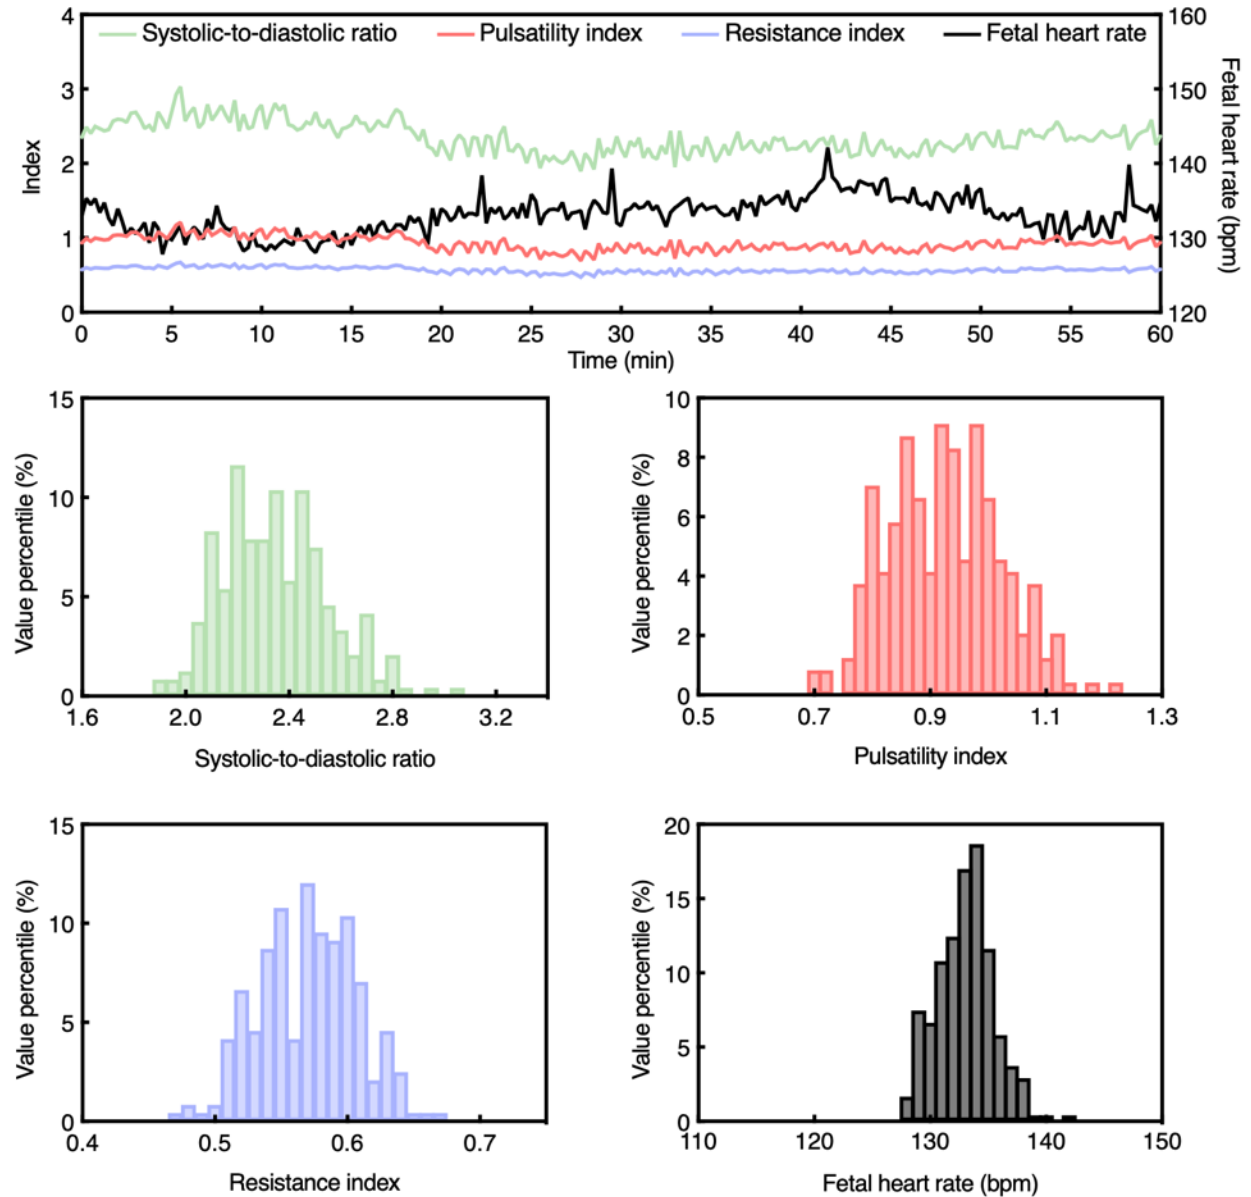 4 160
Systolic-to-diastolic ratio Pulsatility index Resistance index Fetal heart rate
3 150
2 140
1 130
0 120
Index
Fetal heart rate (bpm)
0 5 10 15 20 25 30 35 40 45 50 55 60
Time (min)
15
10
5
0
Value percentile (%)
1.6 2.0 2.4 2.8 3.2
Systolic-to-diastolic ratio
10
8
6
4
2
0
Value percentile (%)
0.5 0.7 0.9 1.1 1.3
Pulsatility index
15
10
5
0
Value percentile (%)
0.4 0.5 0.6 0.7
Resistance index
20
15
10
5
0
Value percentile (%)
110 120 130 140 150
Fetal heart rate (bpm)